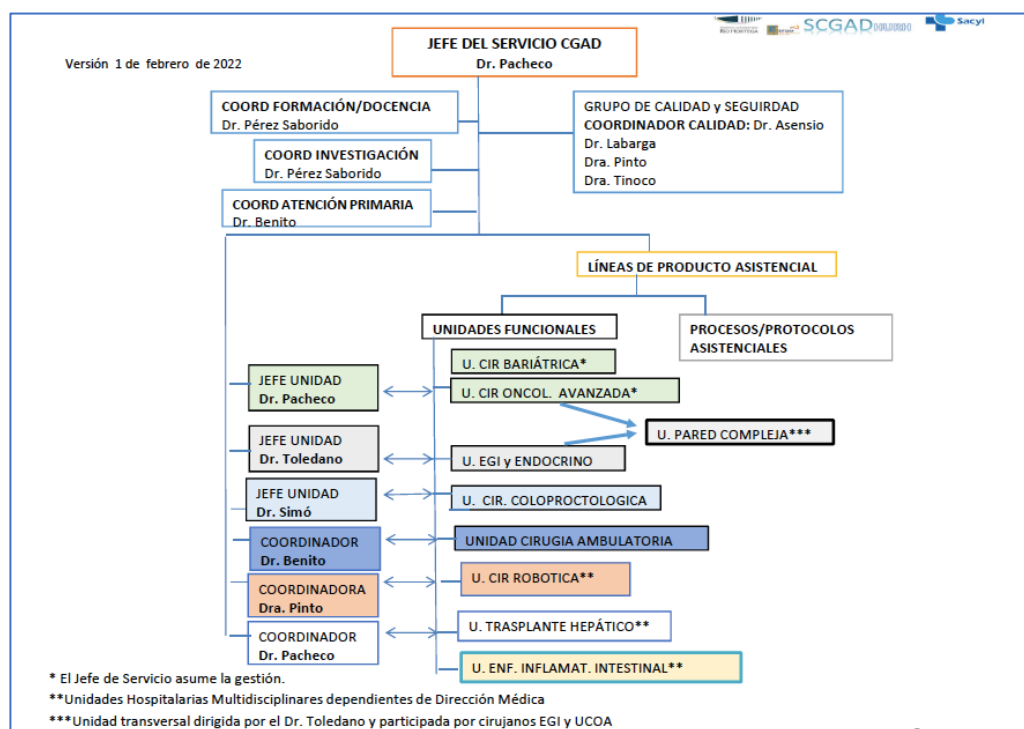 SCGADHURH
Sacyl
Versión 1 de febrero de 2022
JEFE DEL SERVICIO CGAD
Dr. Pacheco
COORD FORMACIÓN/DOCENCIA
Dr. Pérez Saborido
COORD INVESTIGACIÓN
Dr. Pérez Saborido
COORD ATENCIÓN PRIMARIA
Dr. Benito
GRUPO DE CALIDAD y SEGUIRDAD
COORDINADOR CALIDAD: Dr. Asensio
Dr. Labarga
Dra. Pinto
Dra. Tinoco
LÍNEAS DE PRODUCTO ASISTENCIAL
UNIDADES FUNCIONALES
PROCESOS/PROTOCOLOS
ASISTENCIALES
JEFE UNIDAD
Dr. Pacheco
U. CIR BARIÁTRICA*
U. CIR ONCOL. AVANZADA*
U. PARED COMPLEJA***
JEFE UNIDAD
Dr. Toledano
U. EGI y ENDOCRINO
JEFE UNIDAD
Dr. Simó
U. CIR. COLOPROCTOLOGICA
COORDINADOR
Dr. Benito
UNIDAD CIRUGIA AMBULATORIA
COORDINADORA
Dra. Pinto
U. CIR ROBOTICA**
COORDINADOR
Dr. Pacheco
U. TRASPLANTE HEPÁTICO**
U. ENF. INFLAMAT. INTESTINAL**
* El Jefe de Servicio asume la gestión.
**Unidades Hospitalarias Multidisciplinares dependientes de Dirección Médica
***Unidad transversal dirigida por el Dr. Toledano y participada por cirujanos EGI y UCOA